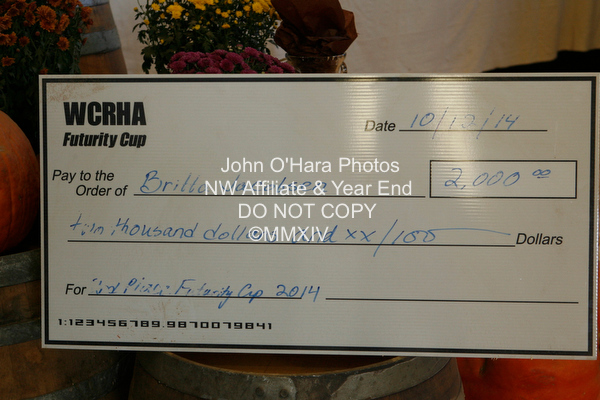 WCRHA
Futurity Cup
Date 10/10/14
Pay to the
Order of
2,000 00
John O'Hara Photos
NW Affiliate & Year End
DO NOT COPY
©MMXIV
thousand dollars xx/100 Dollars
For Futurity Cup 2014
1:123456789.9870079841